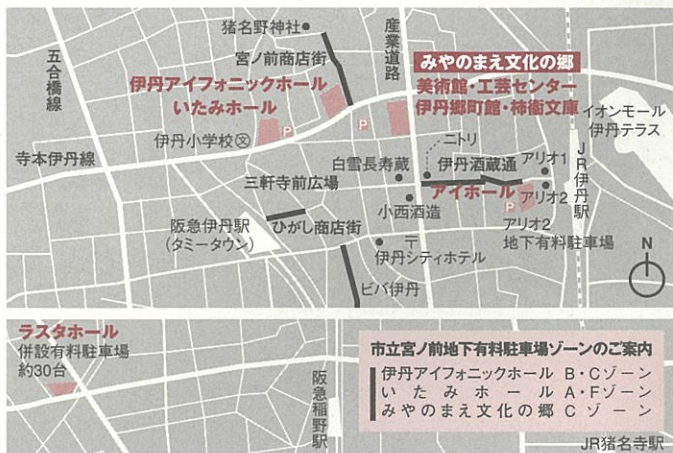 猪名野神社
宮ノ前商店街
五合橋線
産業道路
みやのまえ文化の郷
美術館・工芸センター
伊丹郷町館・柿衞文庫
伊丹アイフォニックホール
いたみホール
P
P
P
伊丹小学校 文
寺本伊丹線
イオンモール
伊丹テラス
JR伊丹駅
ニトリ
白雪長寿蔵
伊丹酒蔵通
アリオ1
三軒寺前広場
アイホール
P
アリオ2
小西酒造
アリオ2
地下有料駐車場
阪急伊丹駅
(タミータウン)
ひがし商店街
〒
伊丹シティホテル
ビバ伊丹
N
ラスタホール
併設有料駐車場
約30台
阪急稲野駅
市立宮ノ前地下有料駐車場ゾーンのご案内
伊丹アイフォニックホール B・Cゾーン
いたみホール A・Fゾーン
みやのまえ文化の郷 Cゾーン
JR猪名寺駅